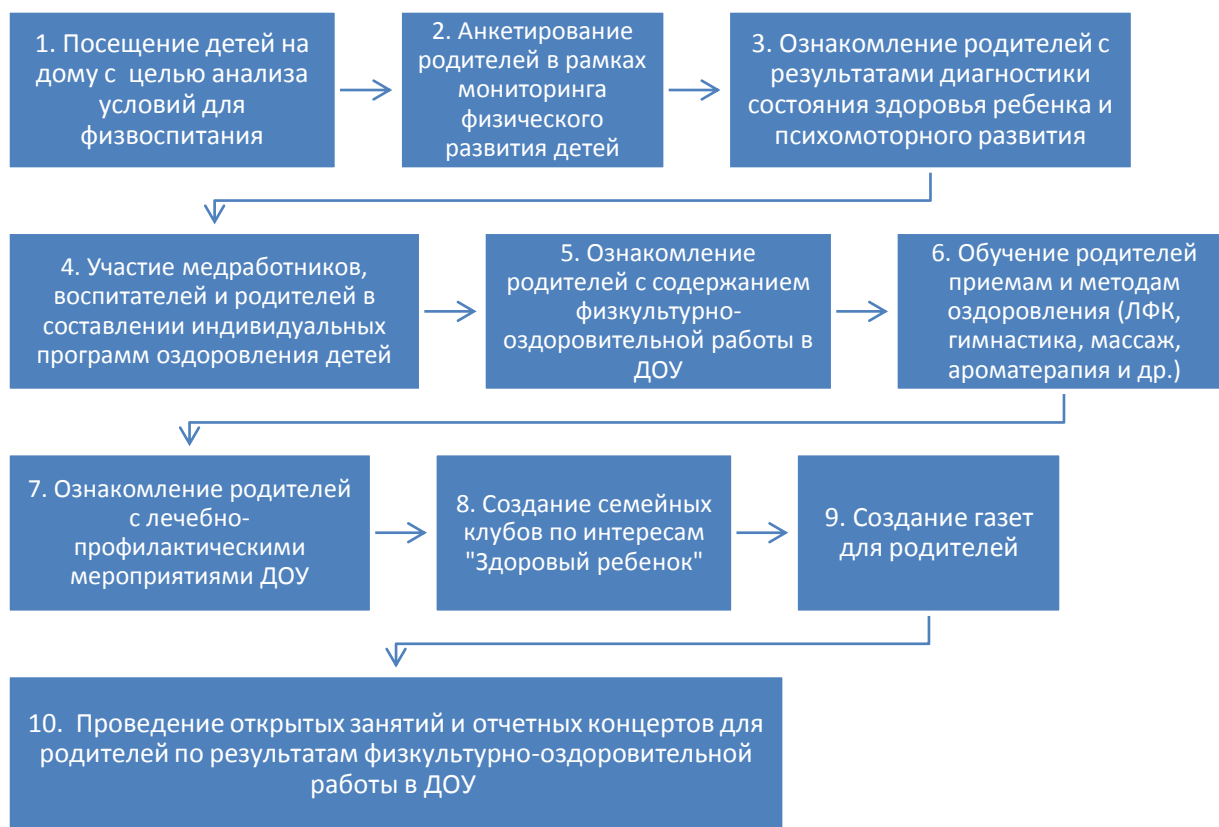 1. Посещение детей на
дому с целью анализа
условий для
физвоспитания
2. Анкетирование
родителей в рамках
мониторинга
физического
развития детей
3. Ознакомление родителей с
результатами диагностики
состояния здоровья ребенка и
психомоторного развития
4. Участие медработников,
воспитателей и родителей в
составлении индивидуальных
программ оздоровления детей
5. Ознакомление
родителей с содержанием
физкультурно-
оздоровительной работы в
ДОУ
6. Обучение родителей
приемам и методам
оздоровления (ЛФК,
гимнастика, массаж,
ароматерапия и др.)
7. Ознакомление родителей
с лечебно-
профилактическими
мероприятиями ДОУ
8. Создание семейных
клубов по интересам
"Здоровый ребенок"
9. Создание газет
для родителей
10. Проведение открытых занятий и отчетных концертов для
родителей по результатам физкультурно-оздоровительной
работы в ДОУ